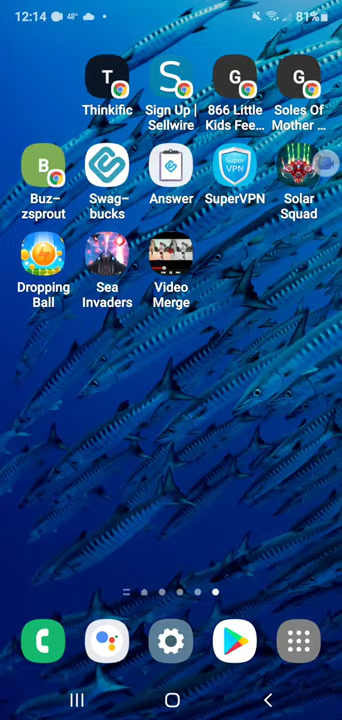 12:14 48° 81%
T S G G
Thinkific Sign Up | 866 Little Soles Of
Sellwire Kids Fee... Mother ...
B Super VPN
Buz– Swag– Answer SuperVPN Solar
zsprout bucks Squad
Dropping Sea Video
Ball Invaders Merge